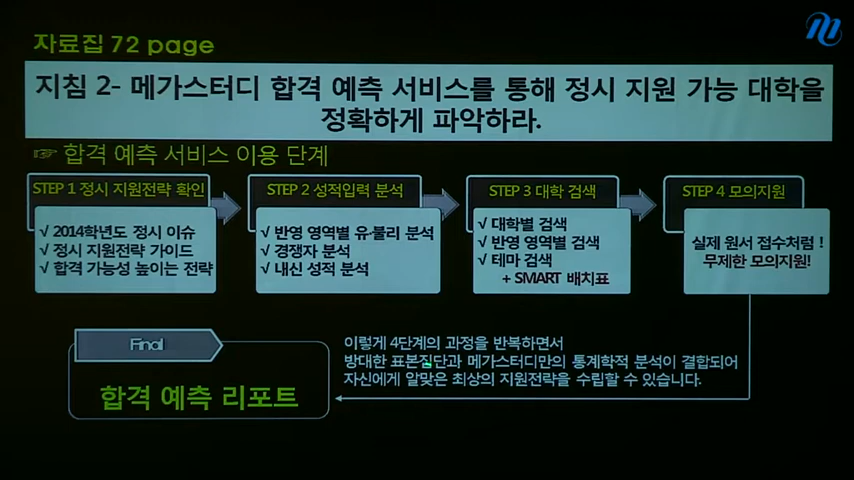 자료집 72 page
지침 2- 메가스터디 합격 예측 서비스를 통해 정시 지원 가능 대학을
정확하게 파악하라.
☞ 합격 예측 서비스 이용 단계
STEP 1 정시 지원전략 확인
√ 2014학년도 정시 이슈
√ 정시 지원전략 가이드
√ 합격 가능성 높이는 전략
STEP 2 성적입력 분석
√ 반영 영역별 유·불리 분석
√ 경쟁자 분석
√ 내신 성적 분석
STEP 3 대학 검색
√ 대학별 검색
√ 반영 영역별 검색
√ 테마 검색
+ SMART 배치표
STEP 4 모의지원
실제 원서 접수처럼 !
무제한 모의지원!
Final
합격 예측 리포트
이렇게 4단계의 과정을 반복하면서
방대한 표본집단과 메가스터디만의 통계학적 분석이 결합되어
자신에게 알맞은 최상의 지원전략을 수립할 수 있습니다.